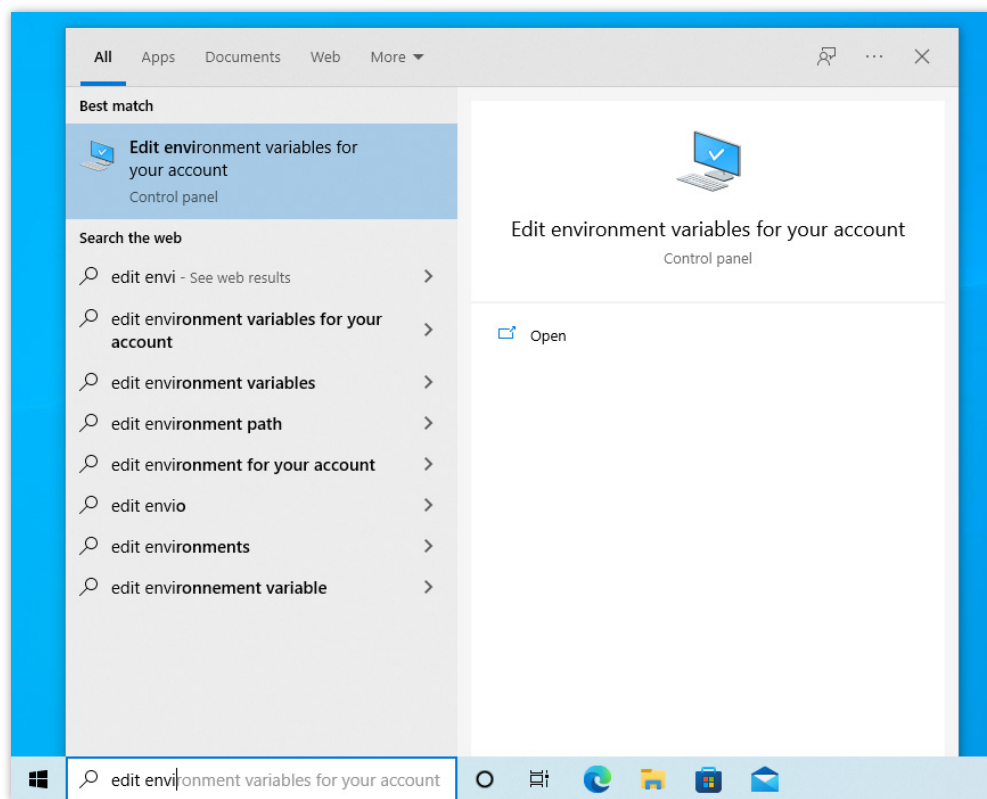 All Apps Documents Web More
Best match
Edit environment variables for
your account
Control panel
Search the web
edit envi - See web results
edit environment variables for your
account
edit environment variables
edit environment path
edit environment for your account
edit envio
edit environments
edit environnement variable
Edit environment variables for your account
Control panel
Open
edit environment variables for your account